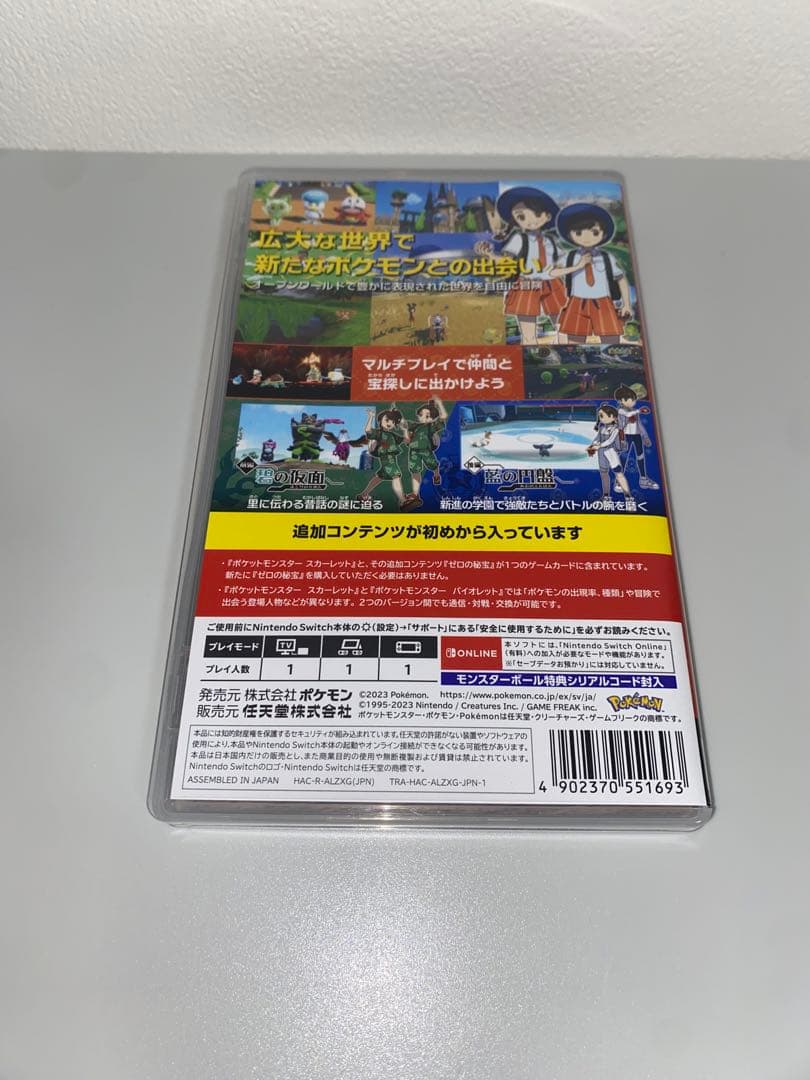 広大な世界で
新たなポケモンとの出会い
オープンワールドで豊かに表現された世界を自由に冒険
マルチプレイで仲間と
宝探しに出かけよう
前編 碧の仮面
里に伝わる昔話の謎に迫る
後編 藍の円盤
新進の学園で強敵たちとバトルの腕を磨く
追加コンテンツが初めから入っています
・『ポケットモンスター スカーレット』と、その追加コンテンツ『ゼロの秘宝』が1つのゲームカードに含まれています。
新たに『ゼロの秘宝』を購入していただく必要はありません。
・『ポケットモンスター スカーレット』と『ポケットモンスター バイオレット』では「ポケモンの出現率、種類」や冒険で
出会う登場人物などが異なります。2つのバージョン間でも通信・対戦・交換が可能です。
ご使用前にNintendo Switch本体の(設定)→「サポート」にある「安全に使用するために」を必ずお読みください。
プレイモード TV
プレイ人数 1 1 1
ONLINE
本ソフトには、「Nintendo Switch Online」
(有料)への加入が必要なモードや機能があります。
※「セーブデータお預かり」には対応していません。
モンスターボール特典シリアルコード封入
発売元 株式会社 ポケモン
販売元 任天堂株式会社
©2023 Pokémon. https://www.pokemon.co.jp/ex/sv/ja/
©1995-2023 Nintendo / Creatures Inc. / GAME FREAK inc.
ポケットモンスター・ポケモン・Pokémonは任天堂・クリーチャーズ・ゲームフリークの商標です。
POKÉMON
本品には知的財産権を保護するセキュリティが組み込まれています。任天堂の許諾がない装置やソフトウェアの
使用により、本品やNintendo Switch本体の起動やオンライン接続ができなくなる可能性があります。
本品は日本国内だけの販売とし、また商業目的の使用や無断複製および賃貸は禁止されています。
Nintendo Switchのロゴ・Nintendo Switchは任天堂の商標です。
ASSEMBLED IN JAPAN HAC-R-ALZXG(JPN) TRA-HAC-ALZXG-JPN-1
4 902370 551693